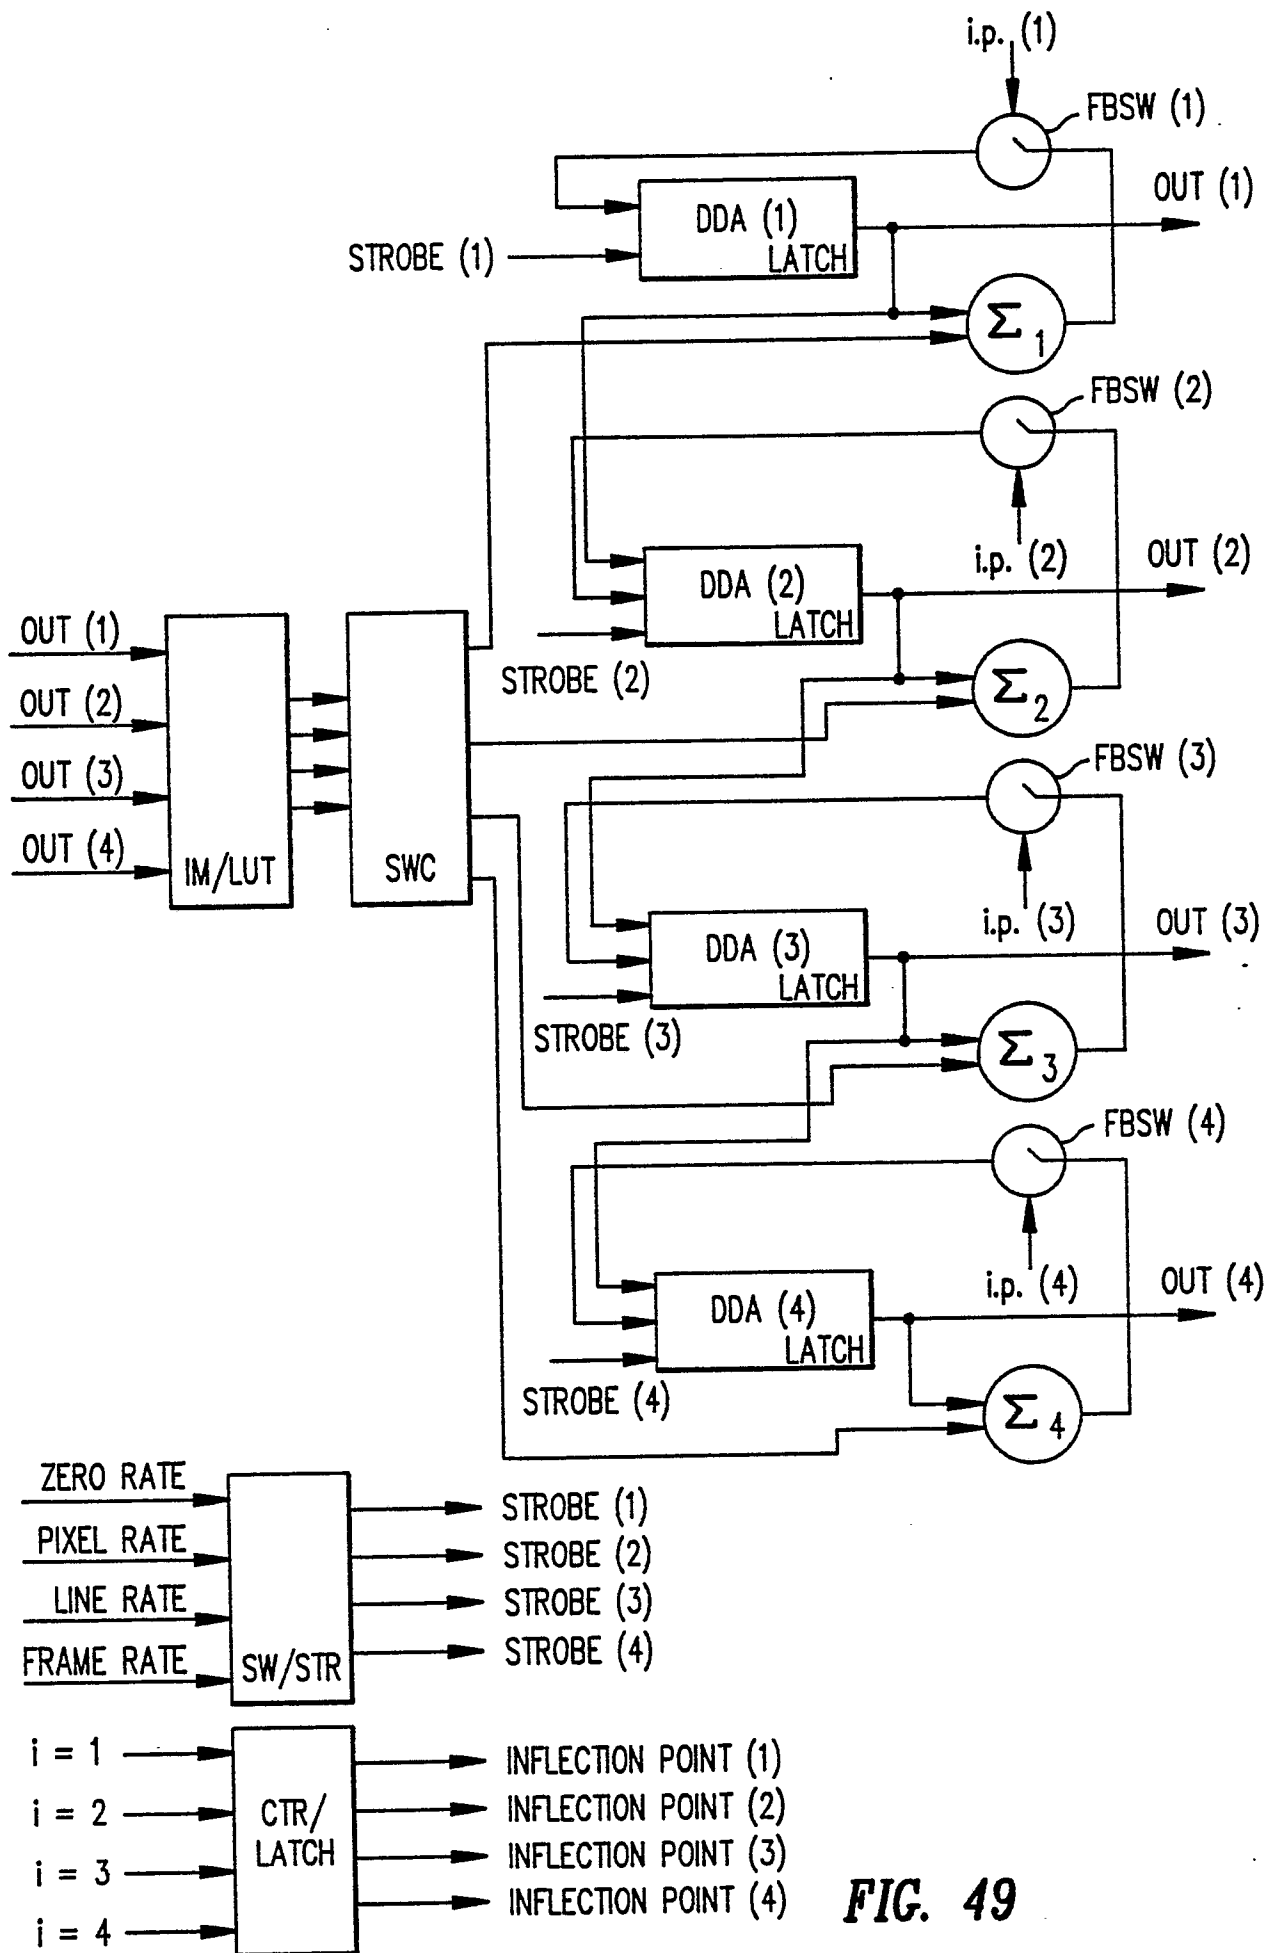 i.p. (1)
FBSW (1)
DDA (1)
LATCH
OUT (1)
STROBE (1)
Σ 1
FBSW (2)
i.p. (2)
DDA (2)
LATCH
OUT (2)
STROBE (2)
Σ 2
OUT (1)
OUT (2)
OUT (3)
OUT (4)
IM/LUT
SWC
FBSW (3)
i.p. (3)
DDA (3)
LATCH
OUT (3)
STROBE (3)
Σ 3
FBSW (4)
i.p. (4)
DDA (4)
LATCH
OUT (4)
STROBE (4)
Σ 4
ZERO RATE
PIXEL RATE
LINE RATE
FRAME RATE
SW/STR
STROBE (1)
STROBE (2)
STROBE (3)
STROBE (4)
i = 1
i = 2
i = 3
i = 4
CTR/
LATCH
INFLECTION POINT (1)
INFLECTION POINT (2)
INFLECTION POINT (3)
INFLECTION POINT (4)
FIG. 49